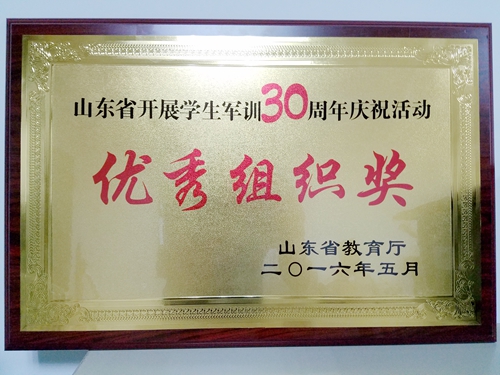 山东省开展学生军训30周年庆祝活动
优秀组织奖
山东省教育厅
二〇一六年五月